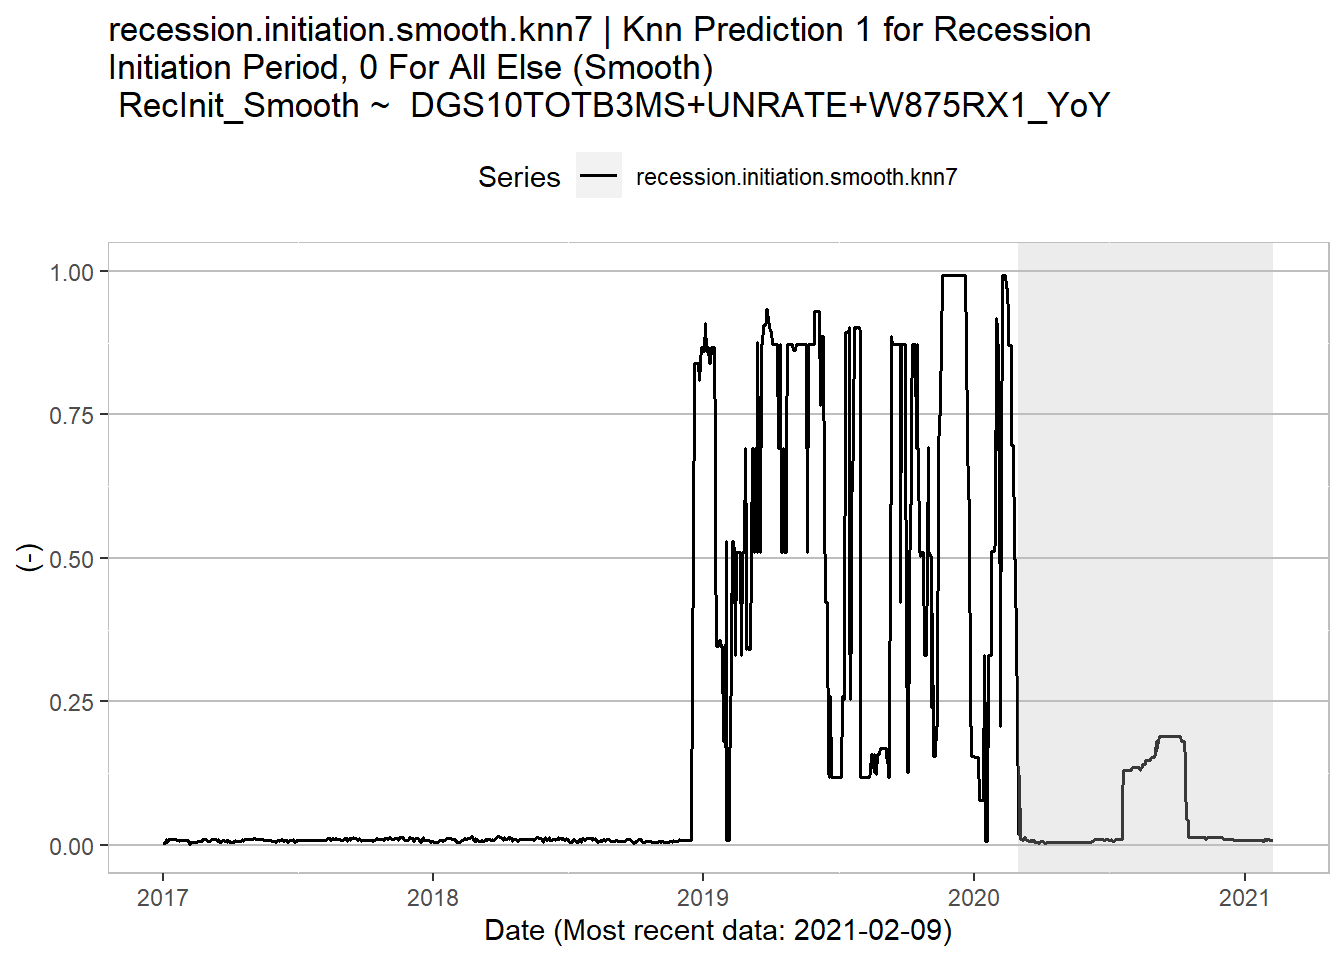 recession.initiation.smooth.knn7 | Knn Prediction 1 for Recession
Initiation Period, 0 For All Else (Smooth)
RecInit_Smooth ~ DGS10TOTB3MS+UNRATE+W875RX1_YoY
Series recession.initiation.smooth.knn7
1.00
0.75
0.50
0.25
0.00
(-)
2017 2018 2019 2020 2021
Date (Most recent data: 2021-02-09)